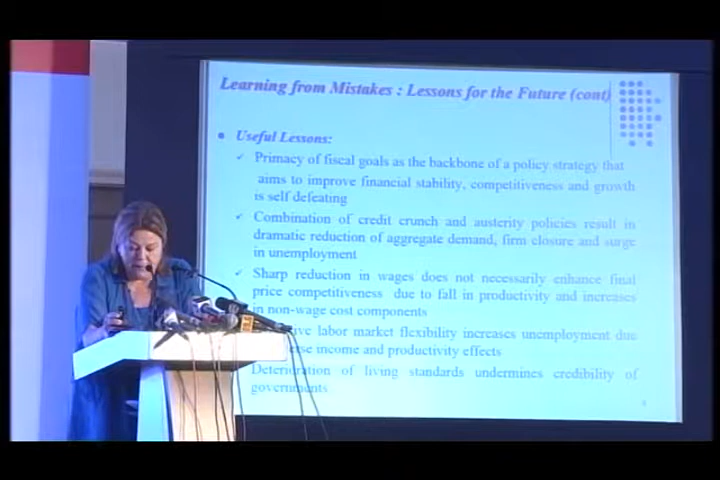 Learning from Mistakes : Lessons for the Future (cont)
Useful Lessons:
Primacy of fiscal goals as the backbone of a policy strategy that
aims to improve financial stability, competitiveness and growth
is self defeating
Combination of credit crunch and austerity policies result in
dramatic reduction of aggregate demand, firm closure and surge
in unemployment
Sharp reduction in wages does not necessarily enhance final
price competitiveness due to fall in productivity and increases
in non-wage cost components
labor market flexibility increases unemployment due
income and productivity effects
Deterioration of living standards undermines credibility of
governments